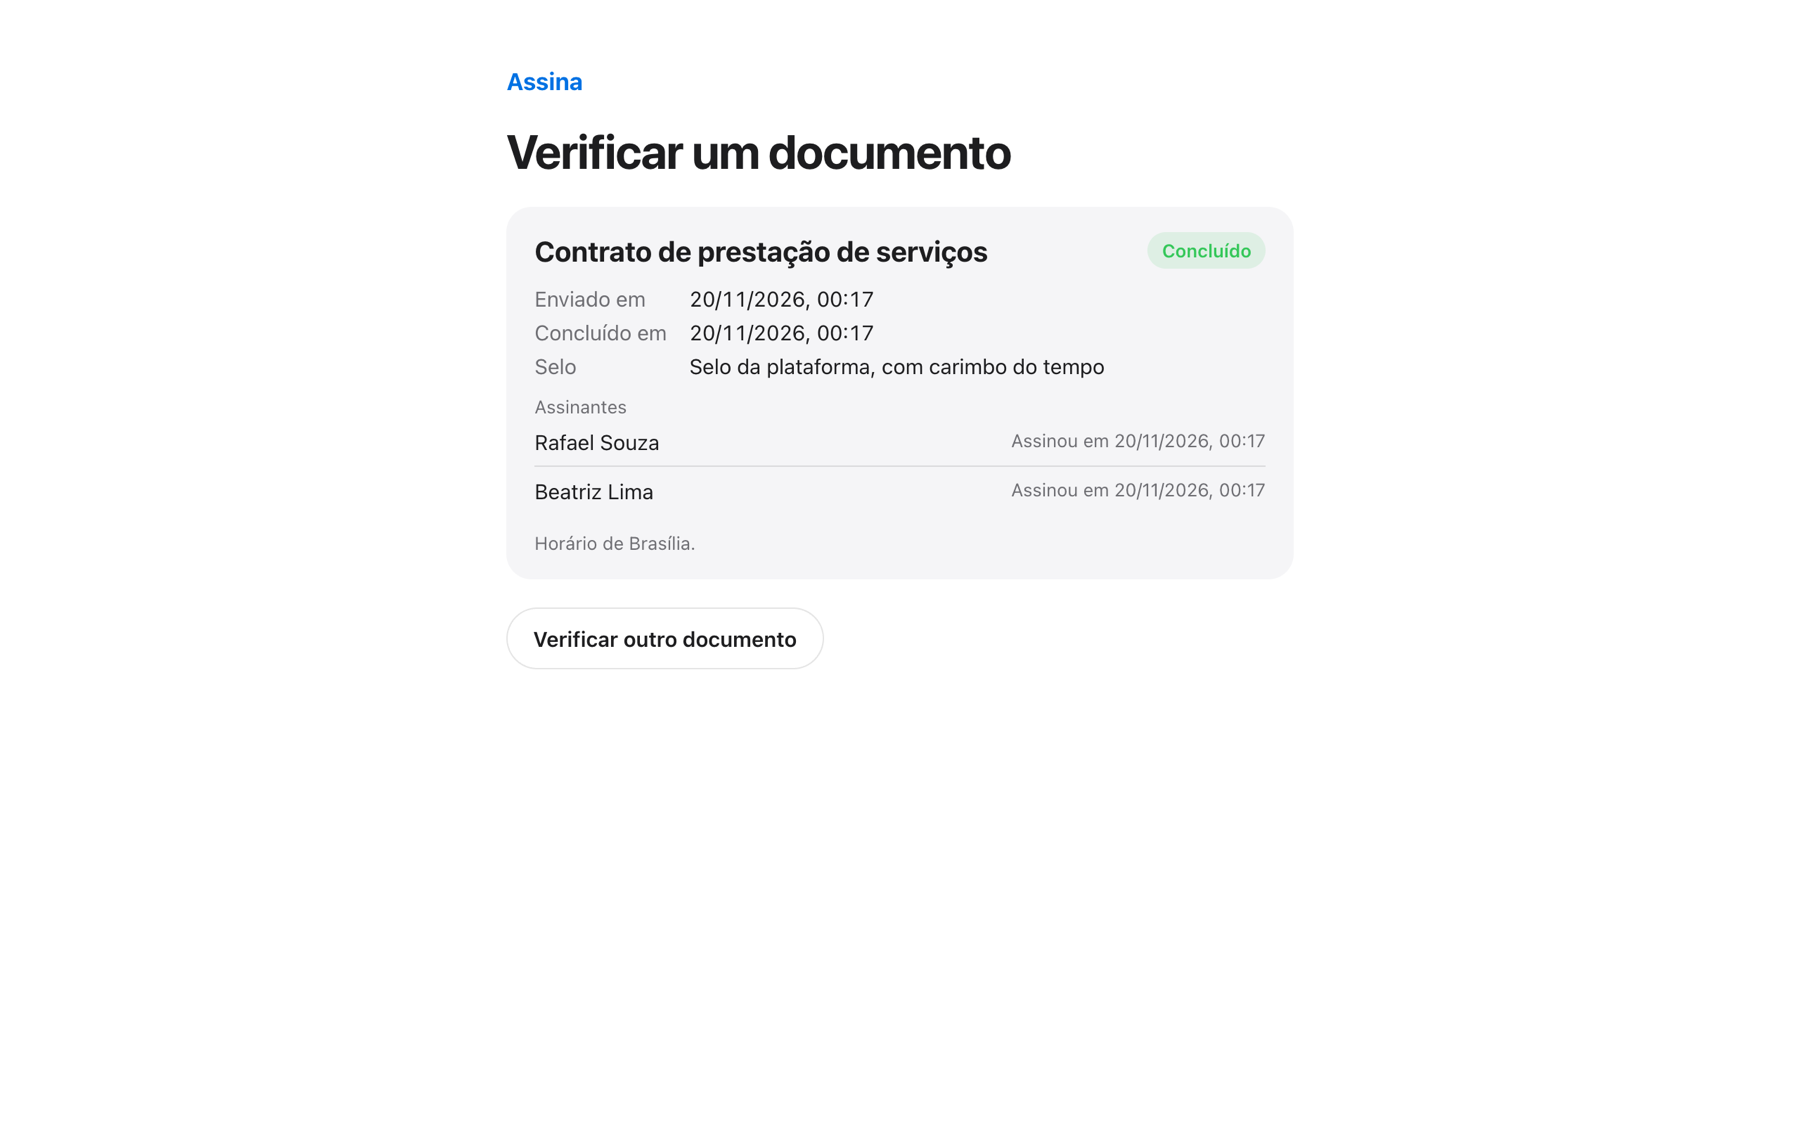 Assina
Verificar um documento
Contrato de prestação de serviços
Concluído
Enviado em 20/11/2026, 00:17
Concluído em 20/11/2026, 00:17
Selo Selo da plataforma, com carimbo do tempo
Assinantes
Rafael Souza Assinou em 20/11/2026, 00:17
Beatriz Lima Assinou em 20/11/2026, 00:17
Horário de Brasília.
Verificar outro documento